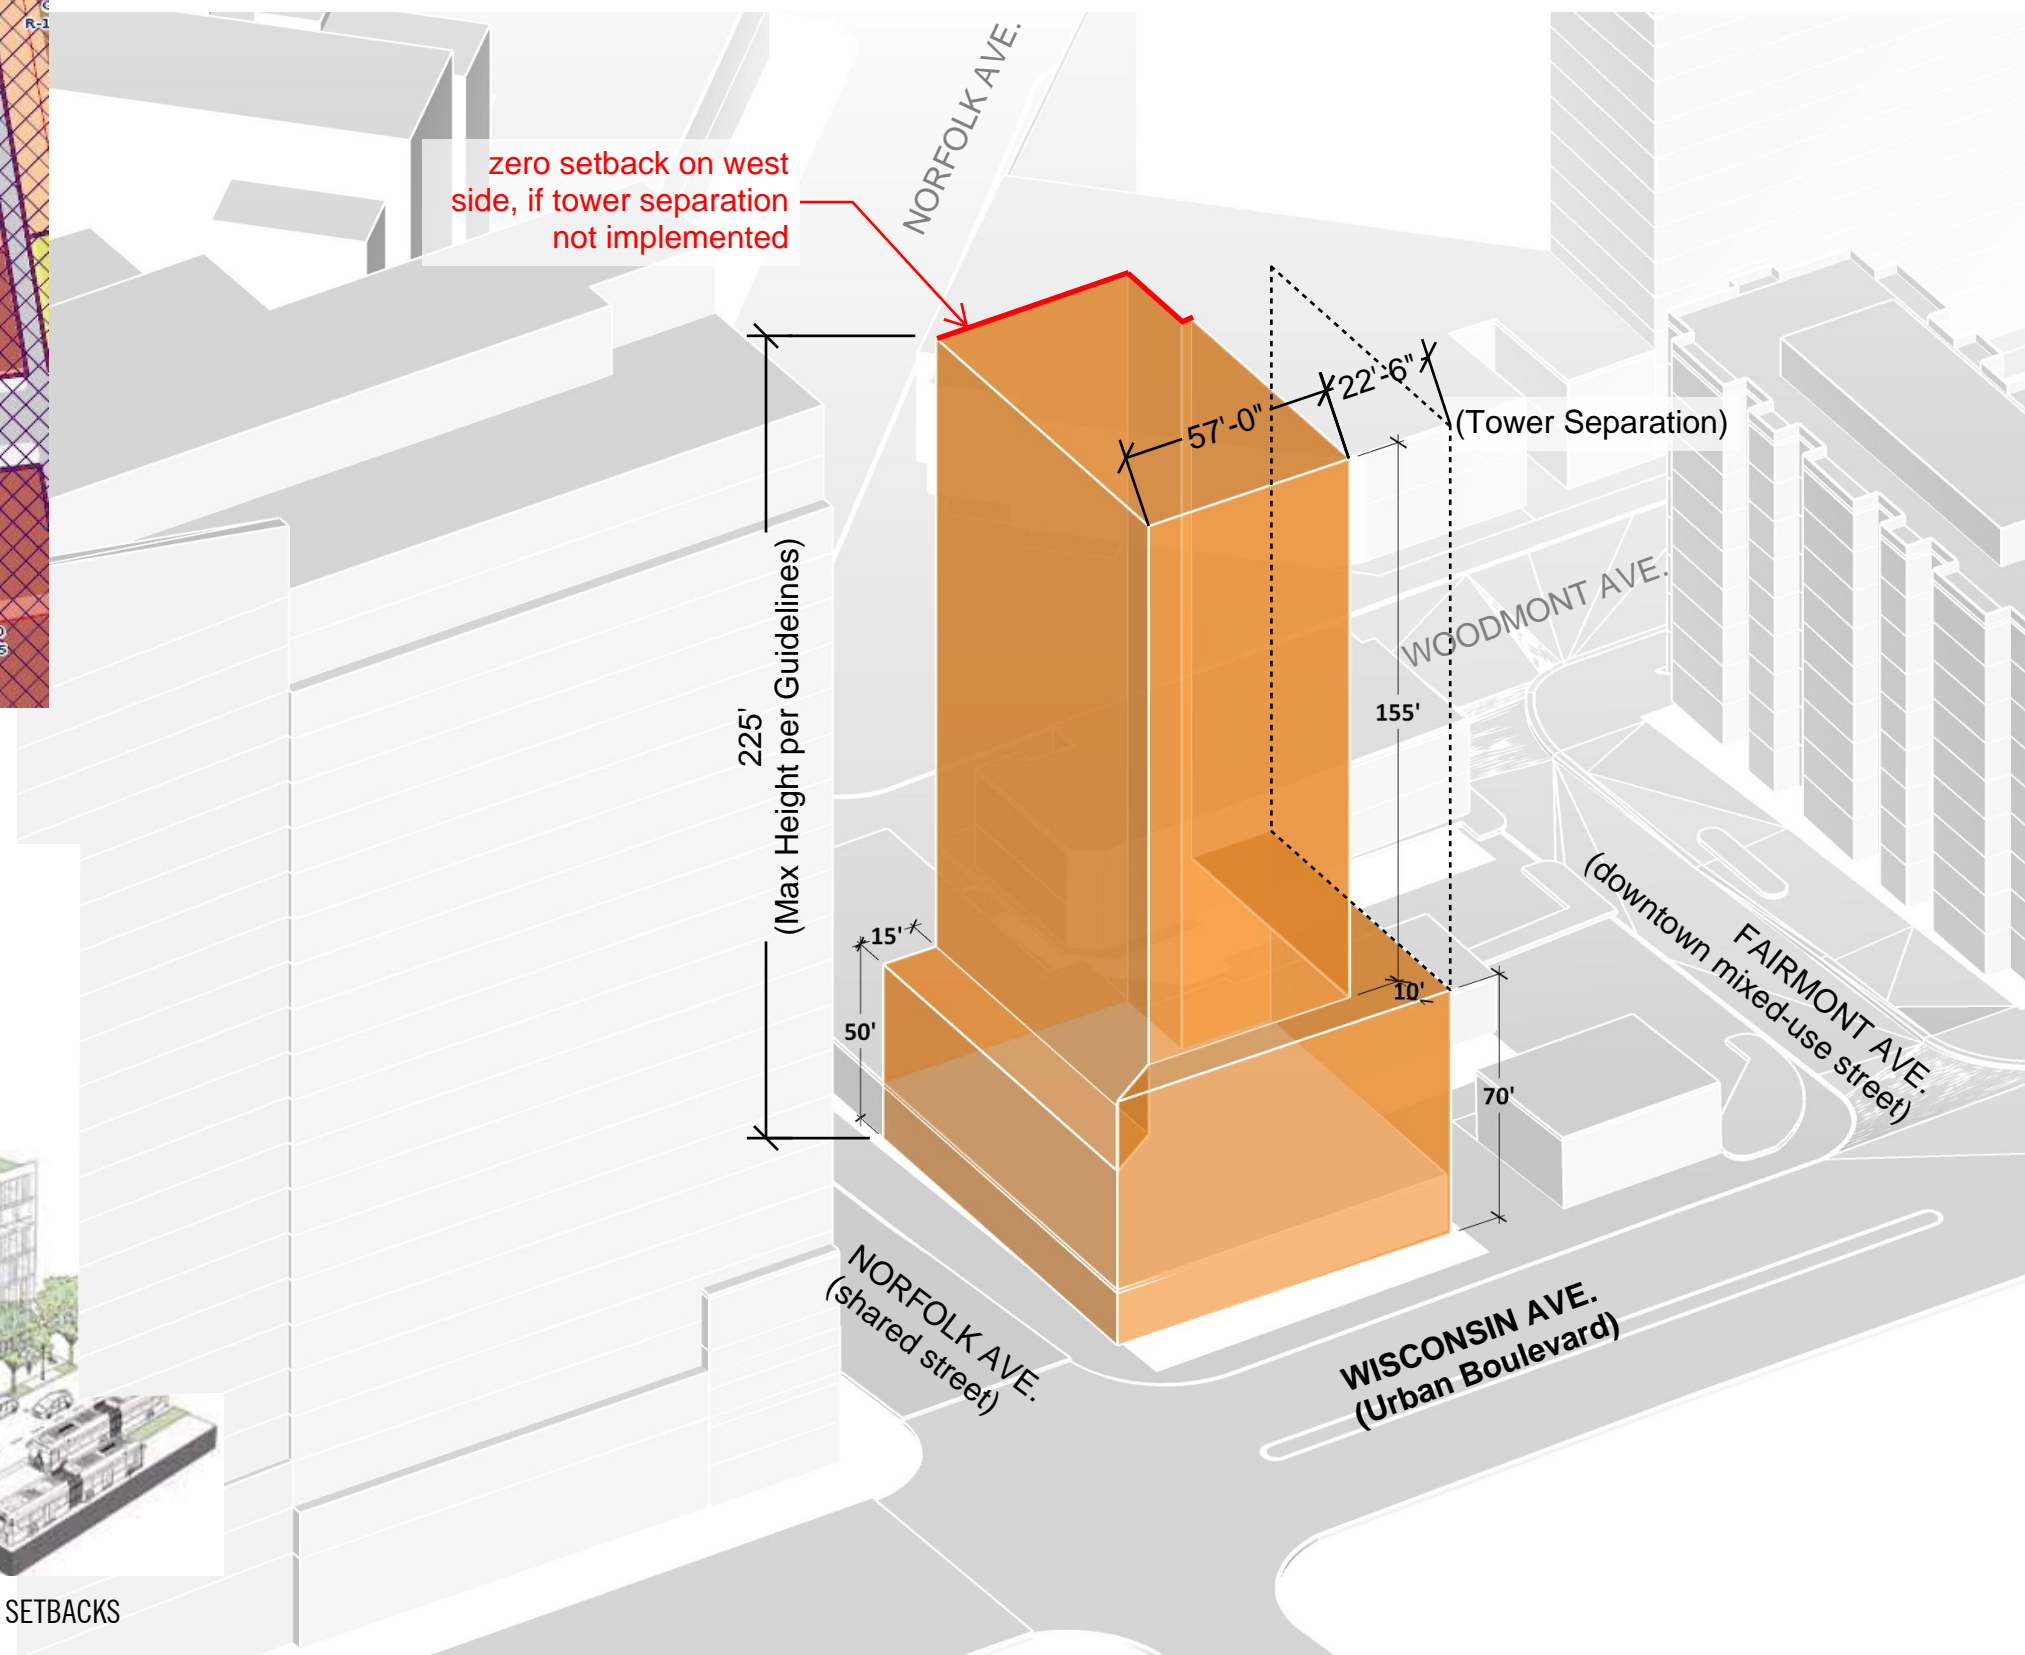 R-1
NORFOLK AVE.
zero setback on west
side, if tower separation
not implemented
22'-6"
57'-0"
(Tower Separation)
225'
(Max Height per Guidelines)
WOODMONT AVE.
155'
15'
10'
50'
70'
FAIRMONT AVE.
(downtown mixed-use street)
NORFOLK AVE.
(shared street)
WISCONSIN AVE.
(Urban Boulevard)
SETBACKS